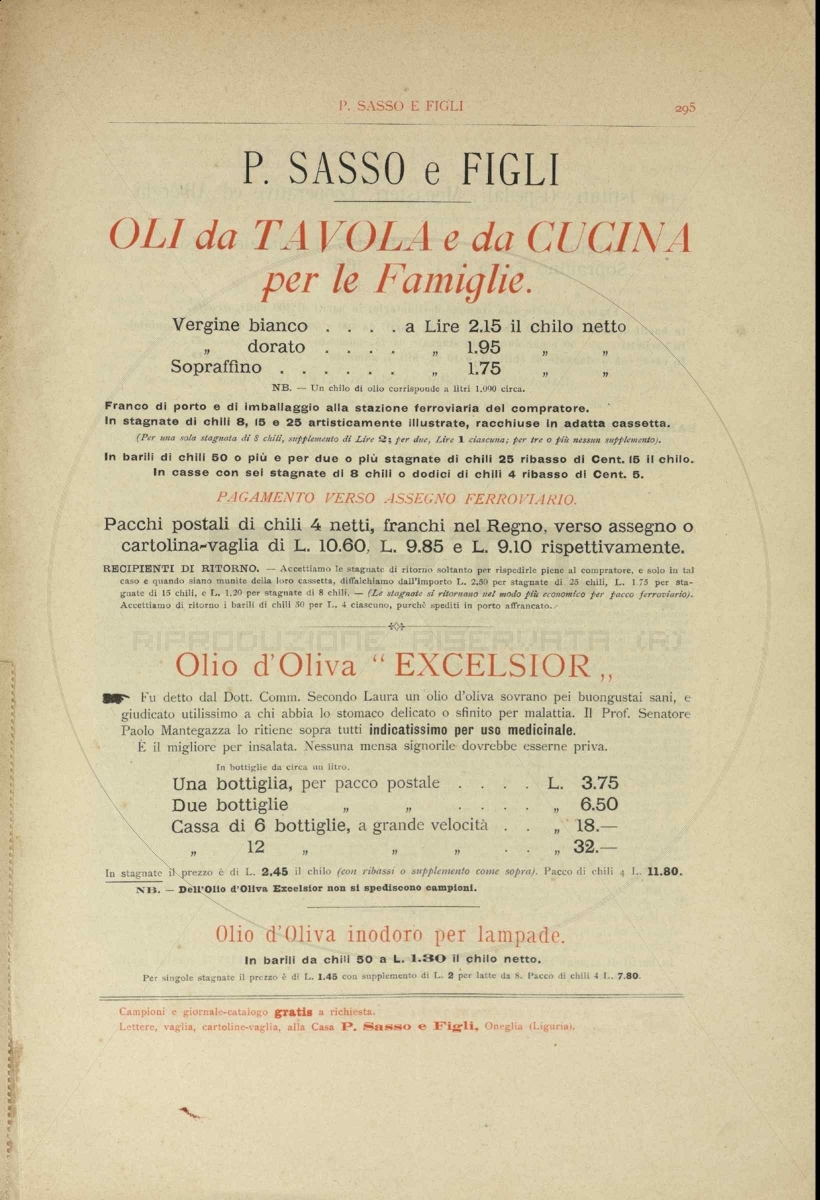 P. SASSO E FIGLI 295
P. SASSO e FIGLI
OLI da TAVOLA e da CUCINA
per le Famiglie.
Vergine bianco . . . . a Lire 2.15 il chilo netto
„ dorato . . . . „ 1.95 „ „
Sopraffino . . . . . . „ 1.75 „ „
NB. — Un chilo di olio corrisponde a litri 1,090 circa.
Franco di porto e di imballaggio alla stazione ferroviaria del compratore.
In stagnate di chili 8, 15 e 25 artisticamente illustrate, racchiuse in adatta cassetta.
(Per una sola stagnata di 8 chili, supplemento di Lire 2; per due, Lire 1 ciascuna; per tre o più nessun supplemento).
In barili di chili 50 o più e per due o più stagnate di chili 25 ribasso di Cent. 15 il chilo.
In casse con sei stagnate di 8 chili o dodici di chili 4 ribasso di Cent. 5.
PAGAMENTO VERSO ASSEGNO FERROVIARIO.
Pacchi postali di chili 4 netti, franchi nel Regno, verso assegno o
cartolina-vaglia di L. 10.60, L. 9.85 e L. 9.10 rispettivamente.
RECIPIENTI DI RITORNO. — Accettiamo le stagnate di ritorno soltanto per rispedirle piene al compratore, e solo in tal
caso e quando siano munite della loro cassetta, diffalchiamo dall'importo L. 2,50 per stagnate di 25 chili, L. 1.75 per sta-
gnate di 15 chili, e L. 1,20 per stagnate di 8 chili. — (Le stagnate si ritornano nel modo più economico per pacco ferroviario).
Accettiamo di ritorno i barili di chili 50 per L. 4 ciascuno, purchè spediti in porto affrancato.
RIPRODUZIONE RISERVATA (R)
Olio d'Oliva “ EXCELSIOR „
Fu detto dal Dott. Comm. Secondo Laura un olio d'oliva sovrano pei buongustai sani, e
giudicato utilissimo a chi abbia lo stomaco delicato o sfinito per malattia. Il Prof. Senatore
Paolo Mantegazza lo ritiene sopra tutti indicatissimo per uso medicinale.
È il migliore per insalata. Nessuna mensa signorile dovrebbe esserne priva.
In bottiglie da circa un litro.
Una bottiglia, per pacco postale . . . . L. 3.75
Due bottiglie „ „ . . . . „ 6.50
Cassa di 6 bottiglie, a grande velocità . . „ 18.—
„ 12 „ „ „ . . „ 32.—
In stagnate il prezzo è di L. 2.45 il chilo (con ribassi o supplemento come sopra). Pacco di chili 4 L. 11.80.
NB. — Dell'Olio d'Oliva Excelsior non si spediscono campioni.
Olio d'Oliva inodoro per lampade.
In barili da chili 50 a L. 1.30 il chilo netto.
Per singole stagnate il prezzo è di L. 1.45 con supplemento di L. 2 per latte da 8. Pacco di chili 4 L. 7.80.
Campioni e giornale-catalogo gratis a richiesta.
Lettere, vaglia, cartoline-vaglia, alla Casa P. Sasso e Figli, Oneglia (Liguria).